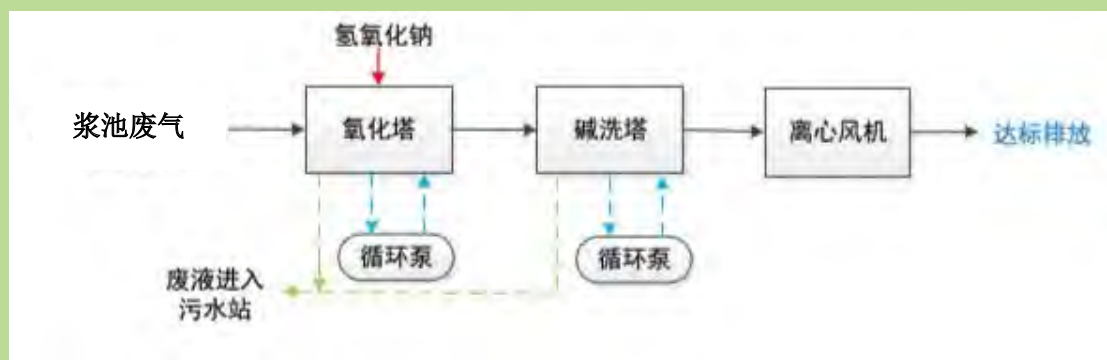 氢氧化钠
浆池废气
氧化塔
碱洗塔
离心风机
达标排放
循环泵
循环泵
废液进入
污水站